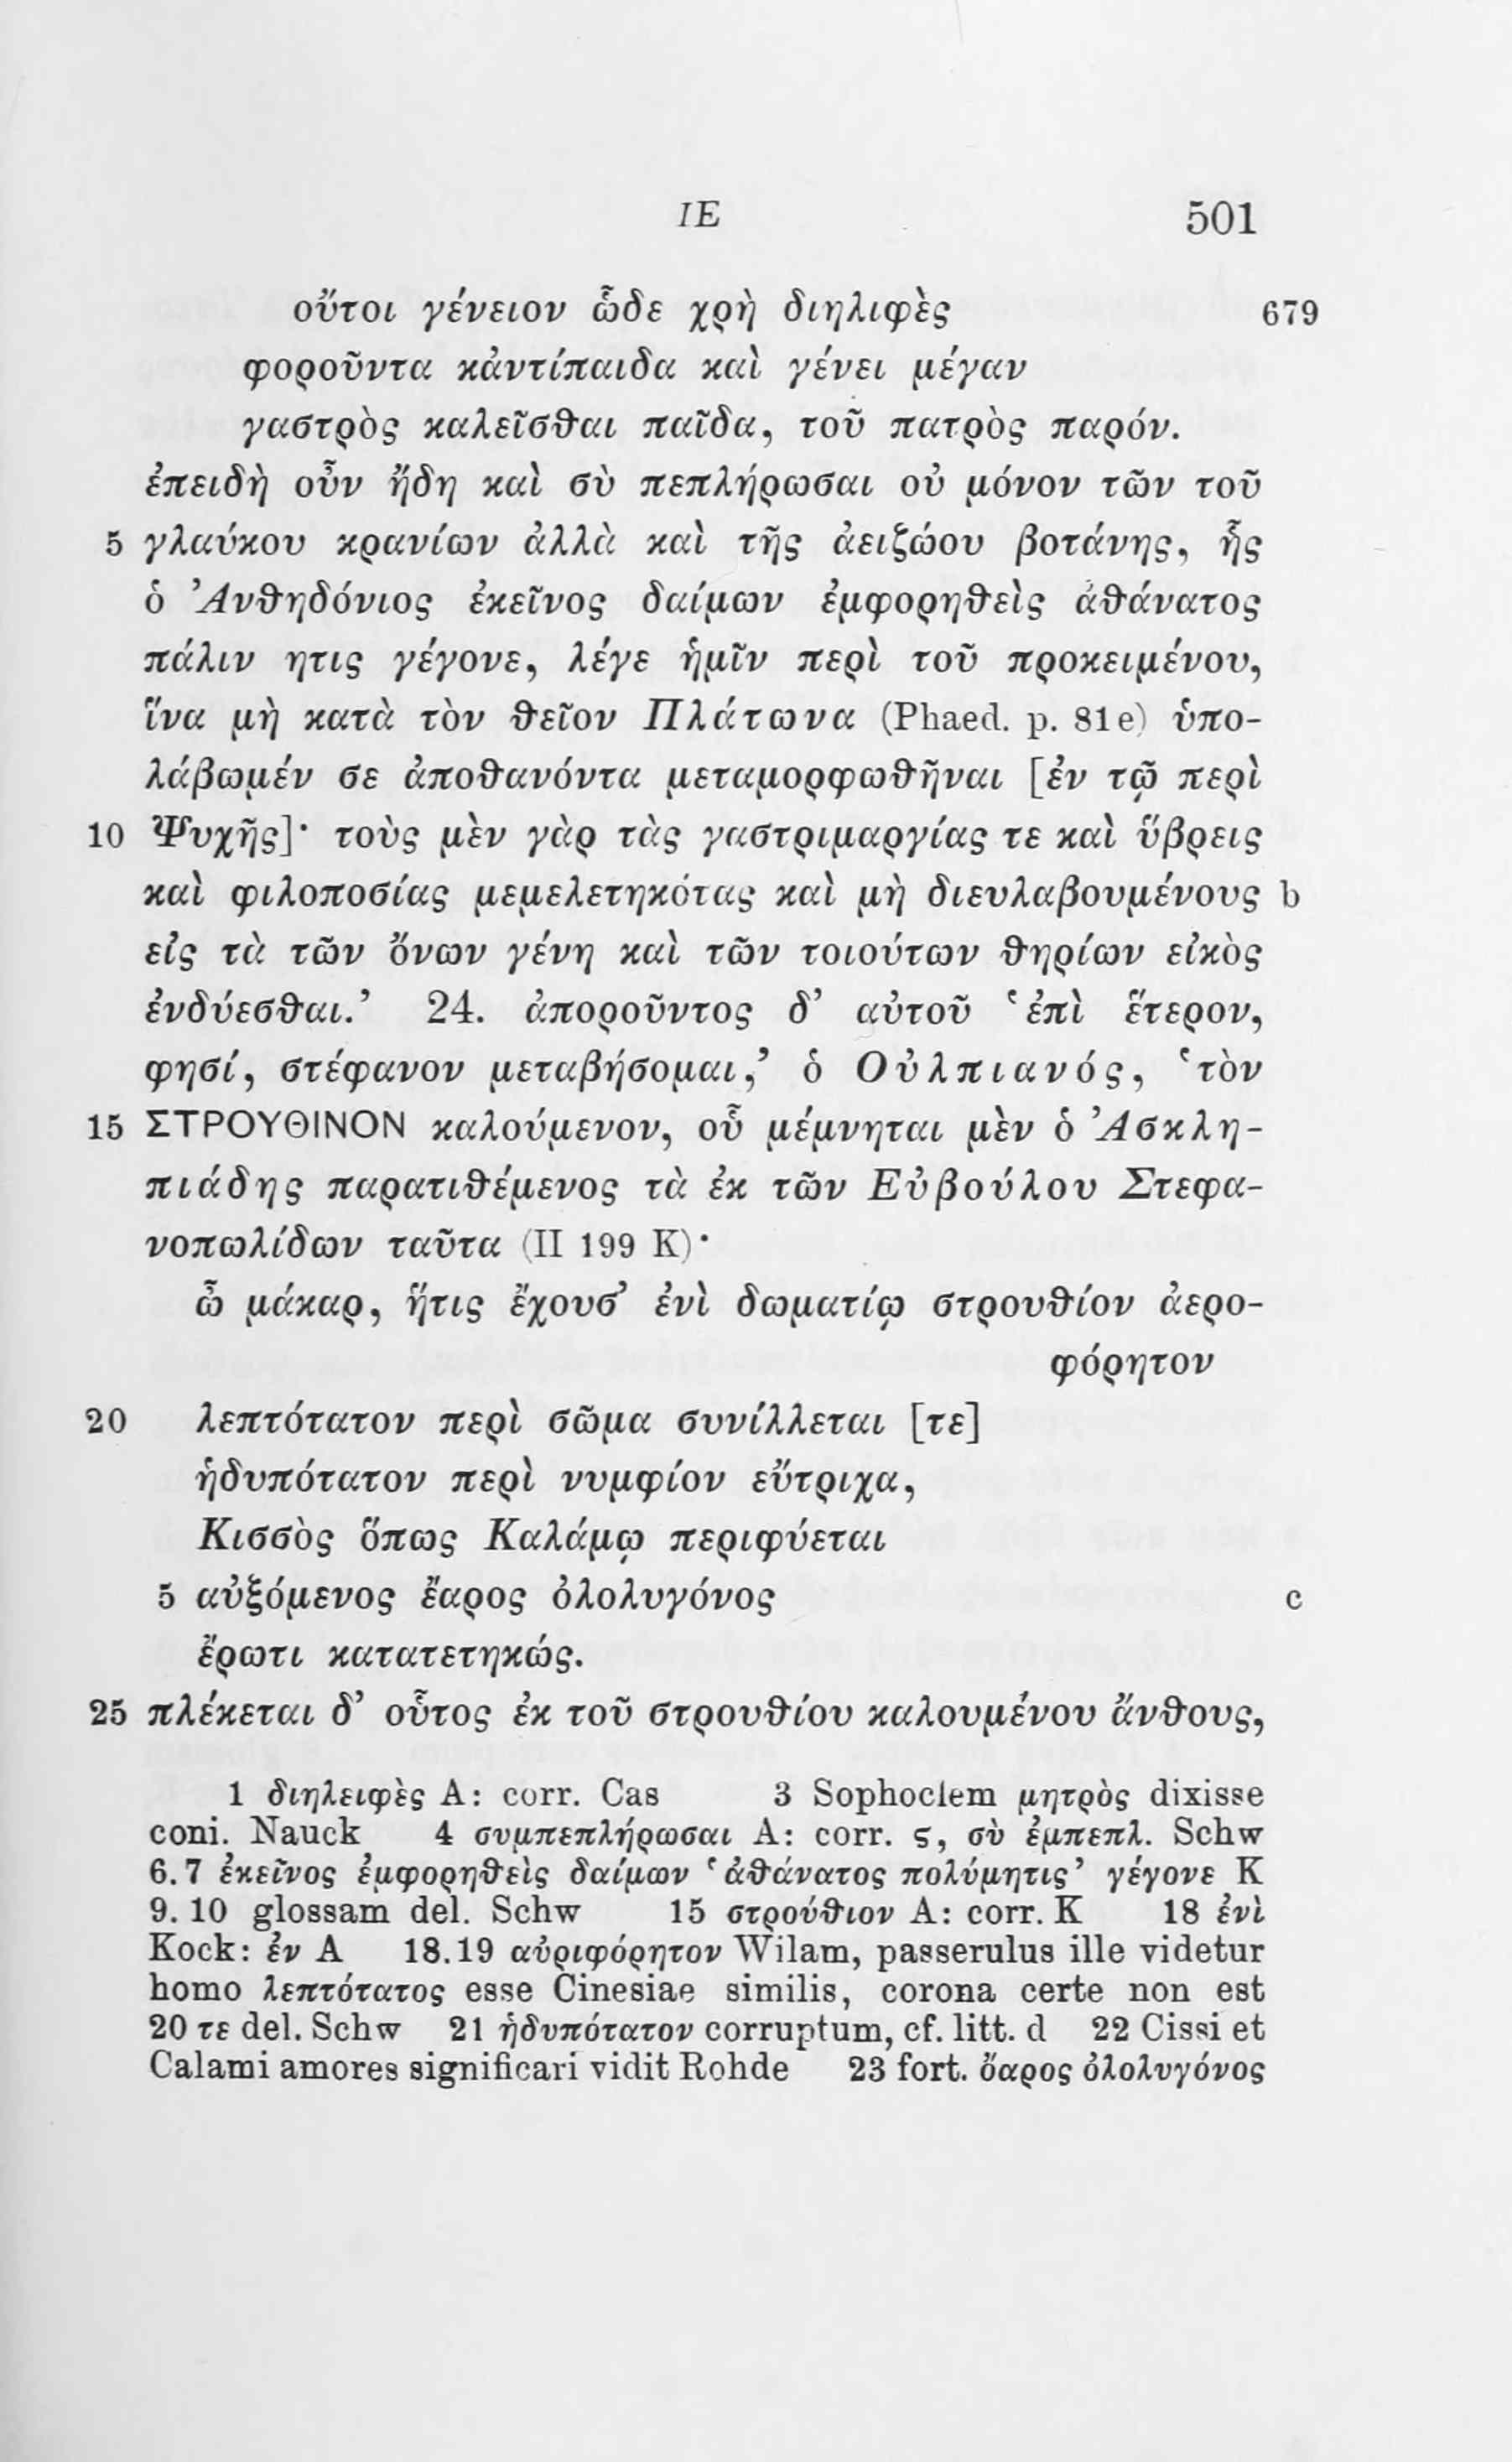 ΙΕ 501
οὔτοι γένειον ὧδε χρὴ διηλιφὲς 679
φοροῦντα κἀντίπαιδα καὶ γένει μέγαν
γαστρὸς καλεῖσθαι παῖδα, τοῦ πατρὸς παρόν.
ἐπειδὴ οὖν ἤδη καὶ σὺ πεπλήρωσαι οὐ μόνον τῶν τοῦ
5 γλαύκου κρανίων ἀλλὰ καὶ τῆς ἀειζώου βοτάνης, ἧς
ὁ Ἀνθηδόνιος ἐκεῖνος δαίμων ἐμφορηθεὶς ἀθάνατος
πάλιν ητις γέγονε, λέγε ἡμῖν περὶ τοῦ προκειμένου,
ἵνα μὴ κατὰ τὸν θεῖον Πλάτωνα (Phaed. p. 81e) ὑπο-
λάβωμέν σε ἀποθανόντα μεταμορφωθῆναι [ἐν τῷ περὶ
10 Ψυχῆς]· τοὺς μὲν γὰρ τὰς γαστριμαργίας τε καὶ ὕβρεις
καὶ φιλοποσίας μεμελετηκότας καὶ μὴ διευλαβουμένους b
εἰς τὰ τῶν ὄνων γένη καὶ τῶν τοιούτων θηρίων εἰκὸς
ἐνδύεσθαι.’ 24. ἀποροῦντος δ’ αὐτοῦ ‘ἐπὶ ἕτερον,
φησί, στέφανον μεταβήσομαι,’ ὁ Οὐλπιανός, ‘τὸν
15 ΣΤΡΟΥΘΙΝΟΝ καλούμενον, οὗ μέμνηται μὲν ὁ Ἀσκλη-
πιάδης παρατιθέμενος τὰ ἐκ τῶν Εὐβούλου Στεφα-
νοπωλίδων ταῦτα (II 199 K)·
ὦ μάκαρ, ἥτις ἔχουσ’ ἐνὶ δωματίῳ στρουθίον ἀερο-
φόρητον
20 λεπτότατον περὶ σῶμα συνίλλεται [τε]
ἡδυπότατον περὶ νυμφίον εὔτριχα,
Κισσὸς ὅπως Καλάμῳ περιφύεται
5 αὐξόμενος ἔαρος ὀλολυγόνος c
ἔρωτι κατατετηκώς.
25 πλέκεται δ’ οὗτος ἐκ τοῦ στρουθίου καλουμένου ἄνθους,
1 διηλειφὲς A: corr. Cas 3 Sophoclem μητρὸς dixisse
coni. Nauck 4 συμπεπλήρωσαι A: corr. ς, σὺ ἐμπεπλ. Schw
6.7 ἐκεῖνος ἐμφορηθεὶς δαίμων ‘ἀθάνατος πολύμητις’ γέγονε K
9.10 glossam del. Schw 15 στρούθιον A: corr. K 18 ἐνὶ
Kock: ἐν A 18.19 αὐριφόρητον Wilam, passerulus ille videtur
homo λεπτότατος esse Cinesiae similis, corona certe non est
20 τε del. Schw 21 ἡδυπότατον corruptum, cf. litt. d 22 Cissi et
Calami amores significari vidit Rohde 23 fort. ὄαρος ὀλολυγόνος